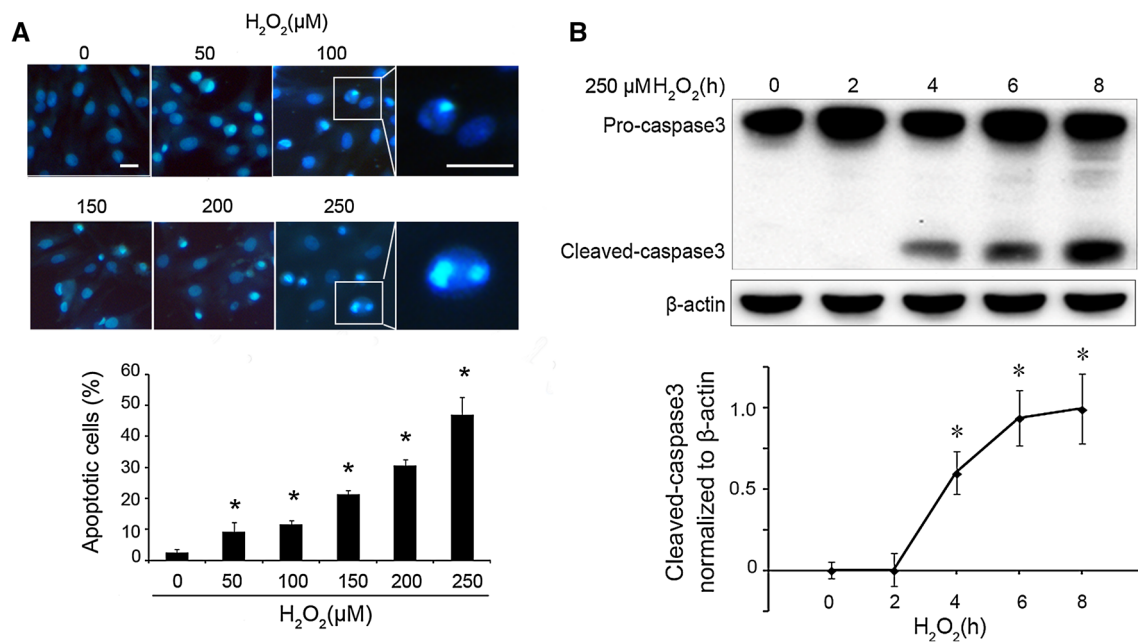 A
H₂O₂(μM)
0 50 100
150 200 250
Apoptotic cells (%)
60
50
40
30
20
10
0
* * * * *
0 50 100 150 200 250
H₂O₂(μM)
B
250 μMH₂O₂(h) 0 2 4 6 8
Pro-caspase3
Cleaved-caspase3
β-actin
Cleaved-caspase3
normalized to β-actin
1.0
0.5
0
* * *
0 2 4 6 8
H₂O₂(h)